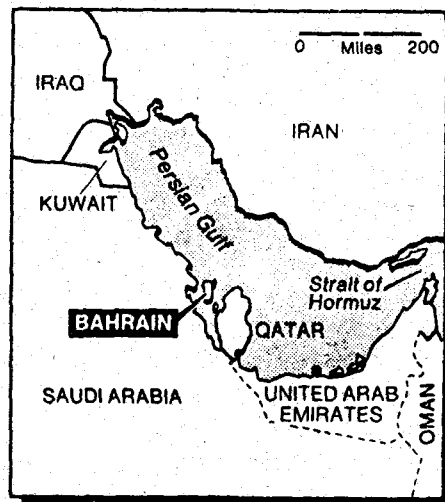 0 Miles 200
IRAQ
IRAN
KUWAIT
Persian Gulf
Strait of
Hormuz
BAHRAIN
QATAR
SAUDI ARABIA
UNITED ARAB
EMIRATES
OMAN